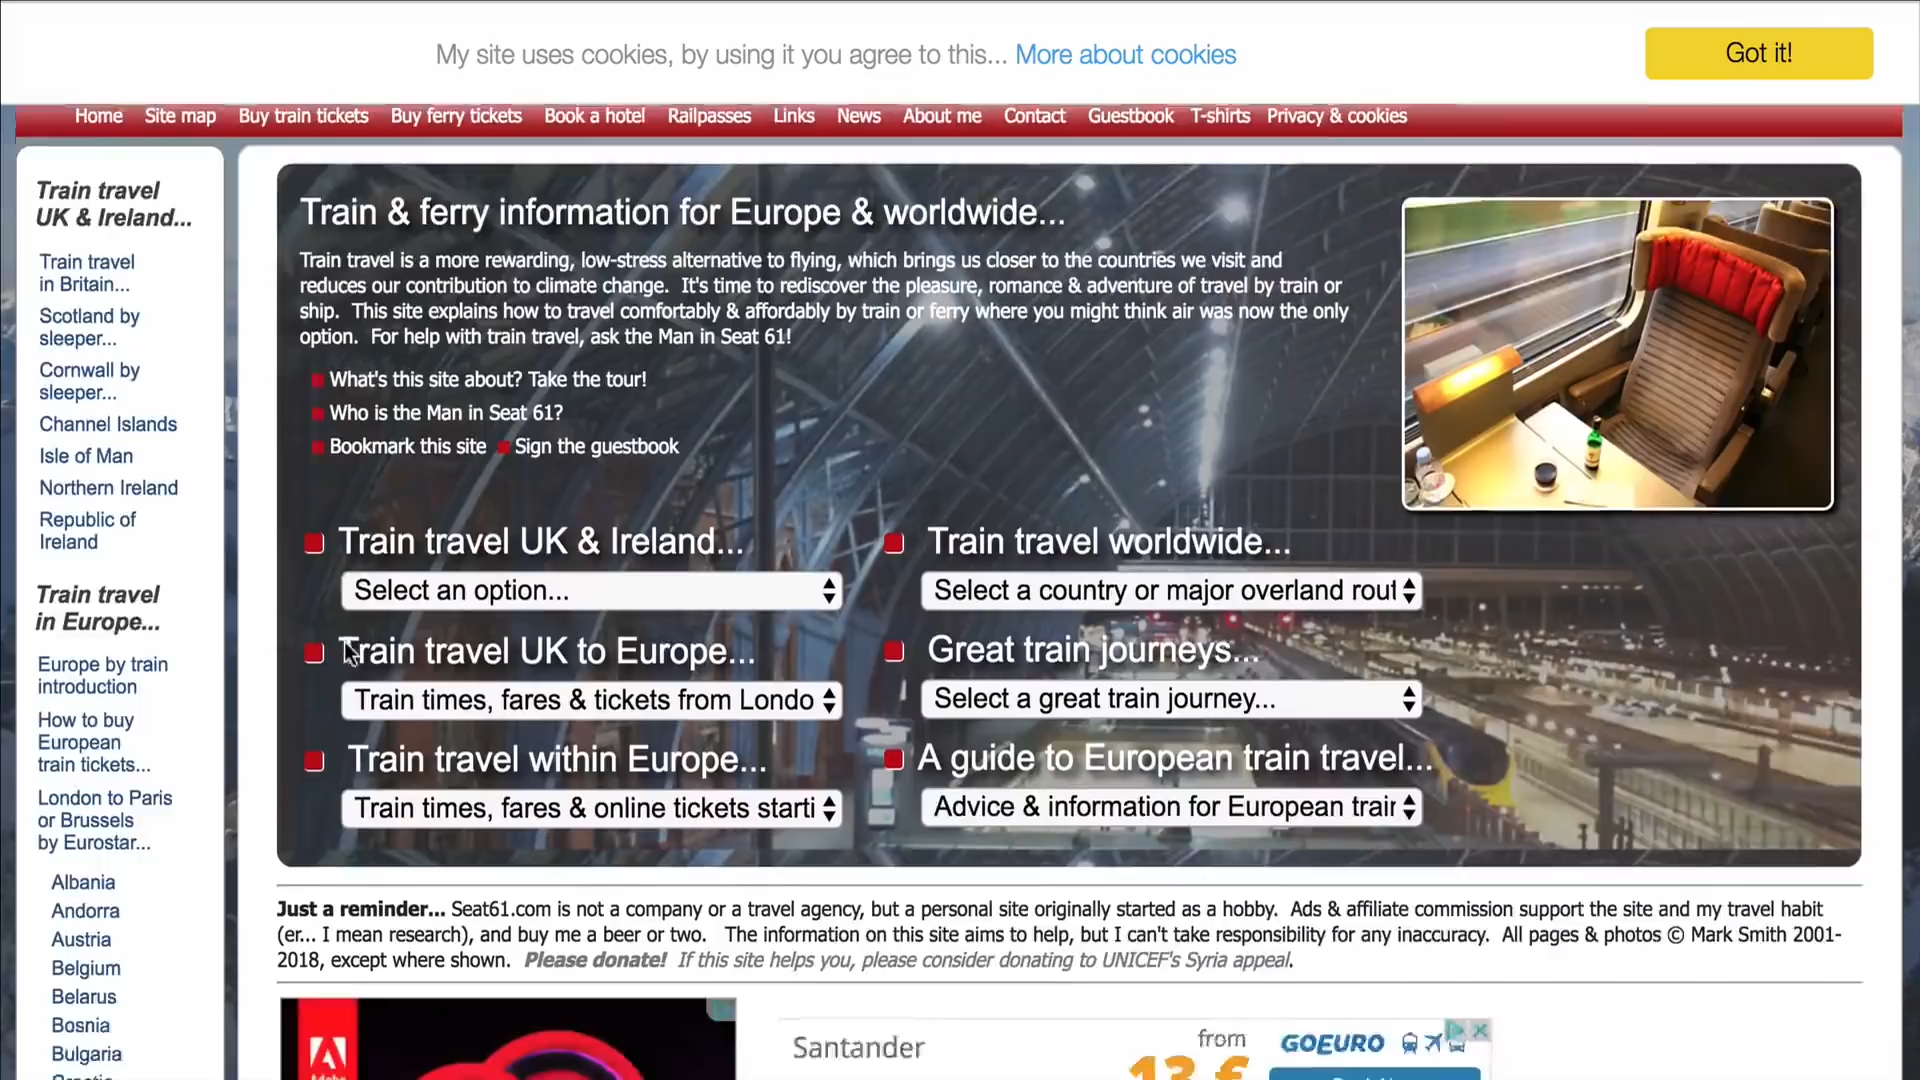 My site uses cookies, by using it you agree to this... More about cookies
Got it!
Home Site map Buy train tickets Buy ferry tickets Book a hotel Railpasses Links News About me Contact Guestbook T-shirts Privacy & cookies
Train travel
UK & Ireland...
Train travel
in Britain...
Scotland by
sleeper...
Cornwall by
sleeper...
Channel Islands
Isle of Man
Northern Ireland
Republic of
Ireland
Train travel
in Europe...
Europe by train
introduction
How to buy
European
train tickets...
London to Paris
or Brussels
by Eurostar...
Albania
Andorra
Austria
Belgium
Belarus
Bosnia
Bulgaria
Train & ferry information for Europe & worldwide...
Train travel is a more rewarding, low-stress alternative to flying, which brings us closer to the countries we visit and
reduces our contribution to climate change. It's time to rediscover the pleasure, romance & adventure of travel by train or
ship. This site explains how to travel comfortably & affordably by train or ferry where you might think air was now the only
option. For help with train travel, ask the Man in Seat 61!
What's this site about? Take the tour!
Who is the Man in Seat 61?
Bookmark this site Sign the guestbook
Train travel UK & Ireland...
Select an option...
Train travel UK to Europe...
Train times, fares & tickets from Londo
Train travel within Europe...
Train times, fares & online tickets starti
Train travel worldwide...
Select a country or major overland rout
Great train journeys...
Select a great train journey...
A guide to European train travel...
Advice & information for European trair
Just a reminder... Seat61.com is not a company or a travel agency, but a personal site originally started as a hobby. Ads & affiliate commission support the site and my travel habit
(er... I mean research), and buy me a beer or two. The information on this site aims to help, but I can't take responsibility for any inaccuracy. All pages & photos © Mark Smith 2001-
2018, except where shown. Please donate! If this site helps you, please consider donating to UNICEF's Syria appeal.
Adobe
Santander
from
13 €
GOEURO